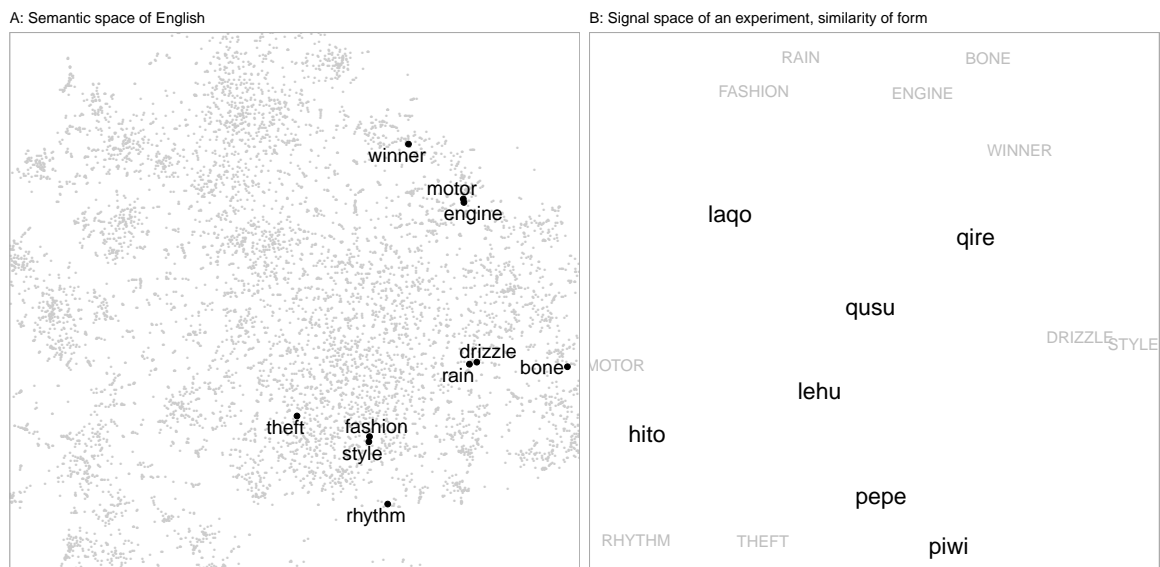 A: Semantic space of English
winner
motor
engine
drizzle
rain
bone
theft
fashion
style
rhythm
B: Signal space of an experiment, similarity of form
RAIN
BONE
FASHION
ENGINE
WINNER
laqo
qire
qusu
DRIZZLE
STYLE
MOTOR
lehu
hito
pepe
RHYTHM
THEFT
piwi